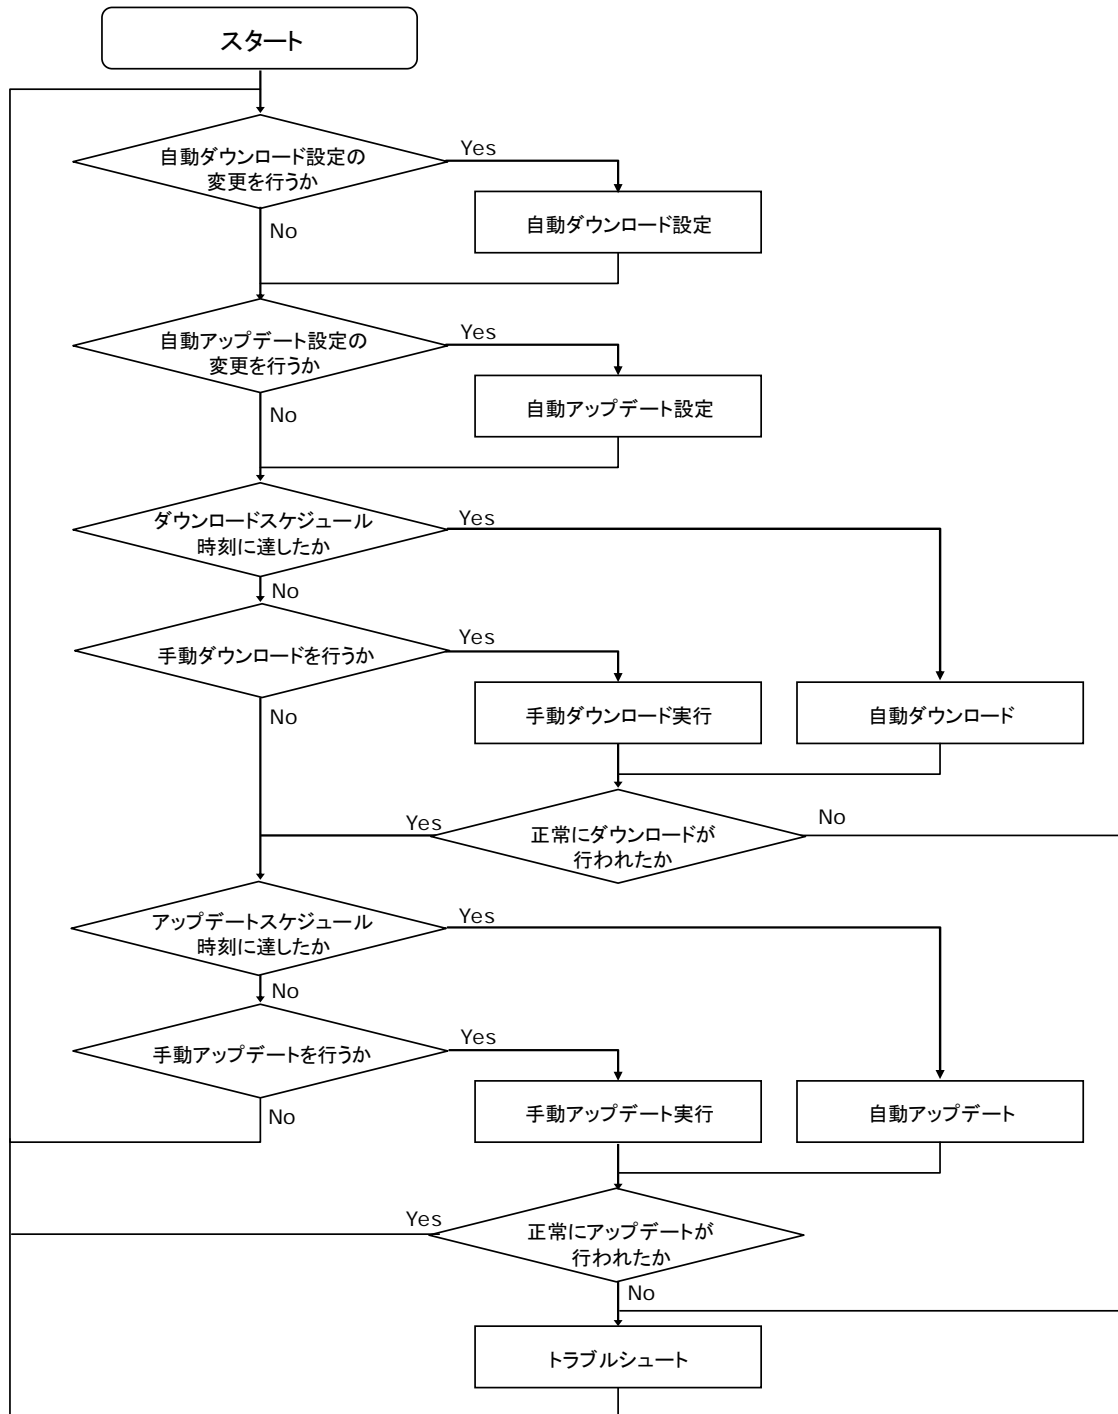 スタート
自動ダウンロード設定の
変更を行うか
Yes
自動ダウンロード設定
No
自動アップデート設定の
変更を行うか
Yes
自動アップデート設定
No
ダウンロードスケジュール
時刻に達したか
Yes
No
手動ダウンロードを行うか
Yes
No
手動ダウンロード実行
自動ダウンロード
Yes
正常にダウンロードが
行われたか
No
アップデートスケジュール
時刻に達したか
Yes
No
手動アップデートを行うか
Yes
No
手動アップデート実行
自動アップデート
Yes
正常にアップデートが
行われたか
No
トラブルシュート